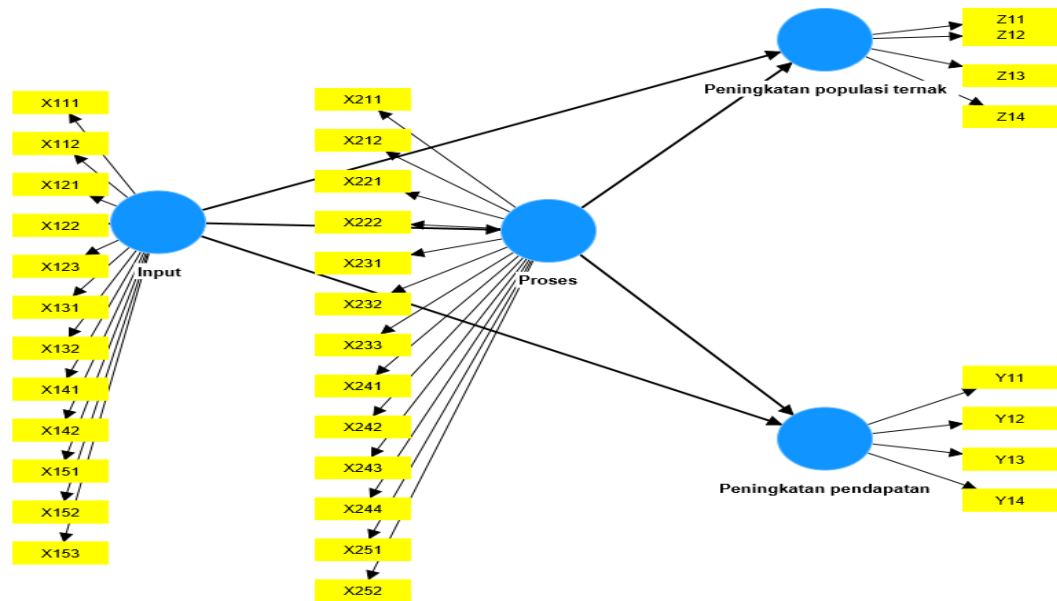 X111
X112
X121
X122
X123
X131
X132
X141
X142
X151
X152
X153
Input
X211
X212
X221
X222
X231
X232
X233
X241
X242
X243
X244
X251
X252
Proses
Peningkatan populasi ternak
Z11
Z12
Z13
Z14
Peningkatan pendapatan
Y11
Y12
Y13
Y14